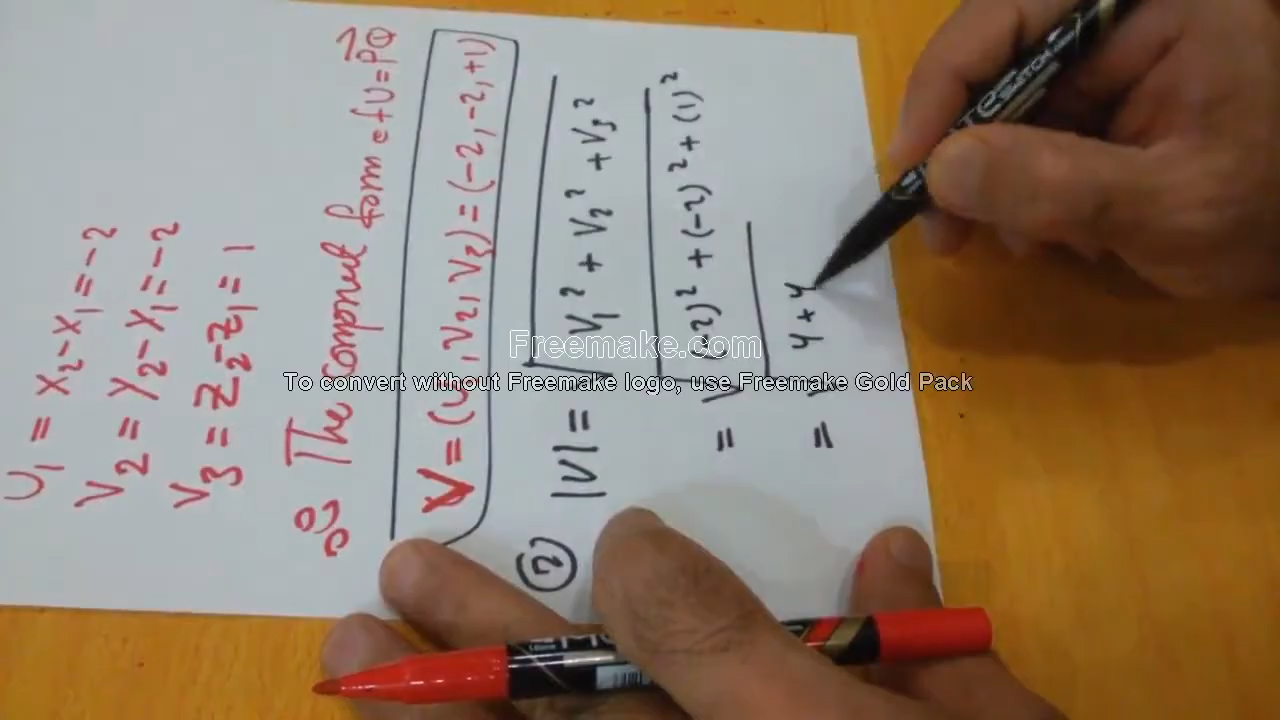 V₁ = x₂-x₁ = -2
V₂ = y₂-y₁ = -2
V₃ = Z₂-Z₁ = 1
So The component form of U = PQ
V = (V₁, V₂, V₃) = (-2, -2, +1)
② |V| = √V₁² + V₂² + V₃²
= √(-2)² + (-2)² + (1)²
= √4+4
Freemake.com
To convert without Freemake logo, use Freemake Gold Pack